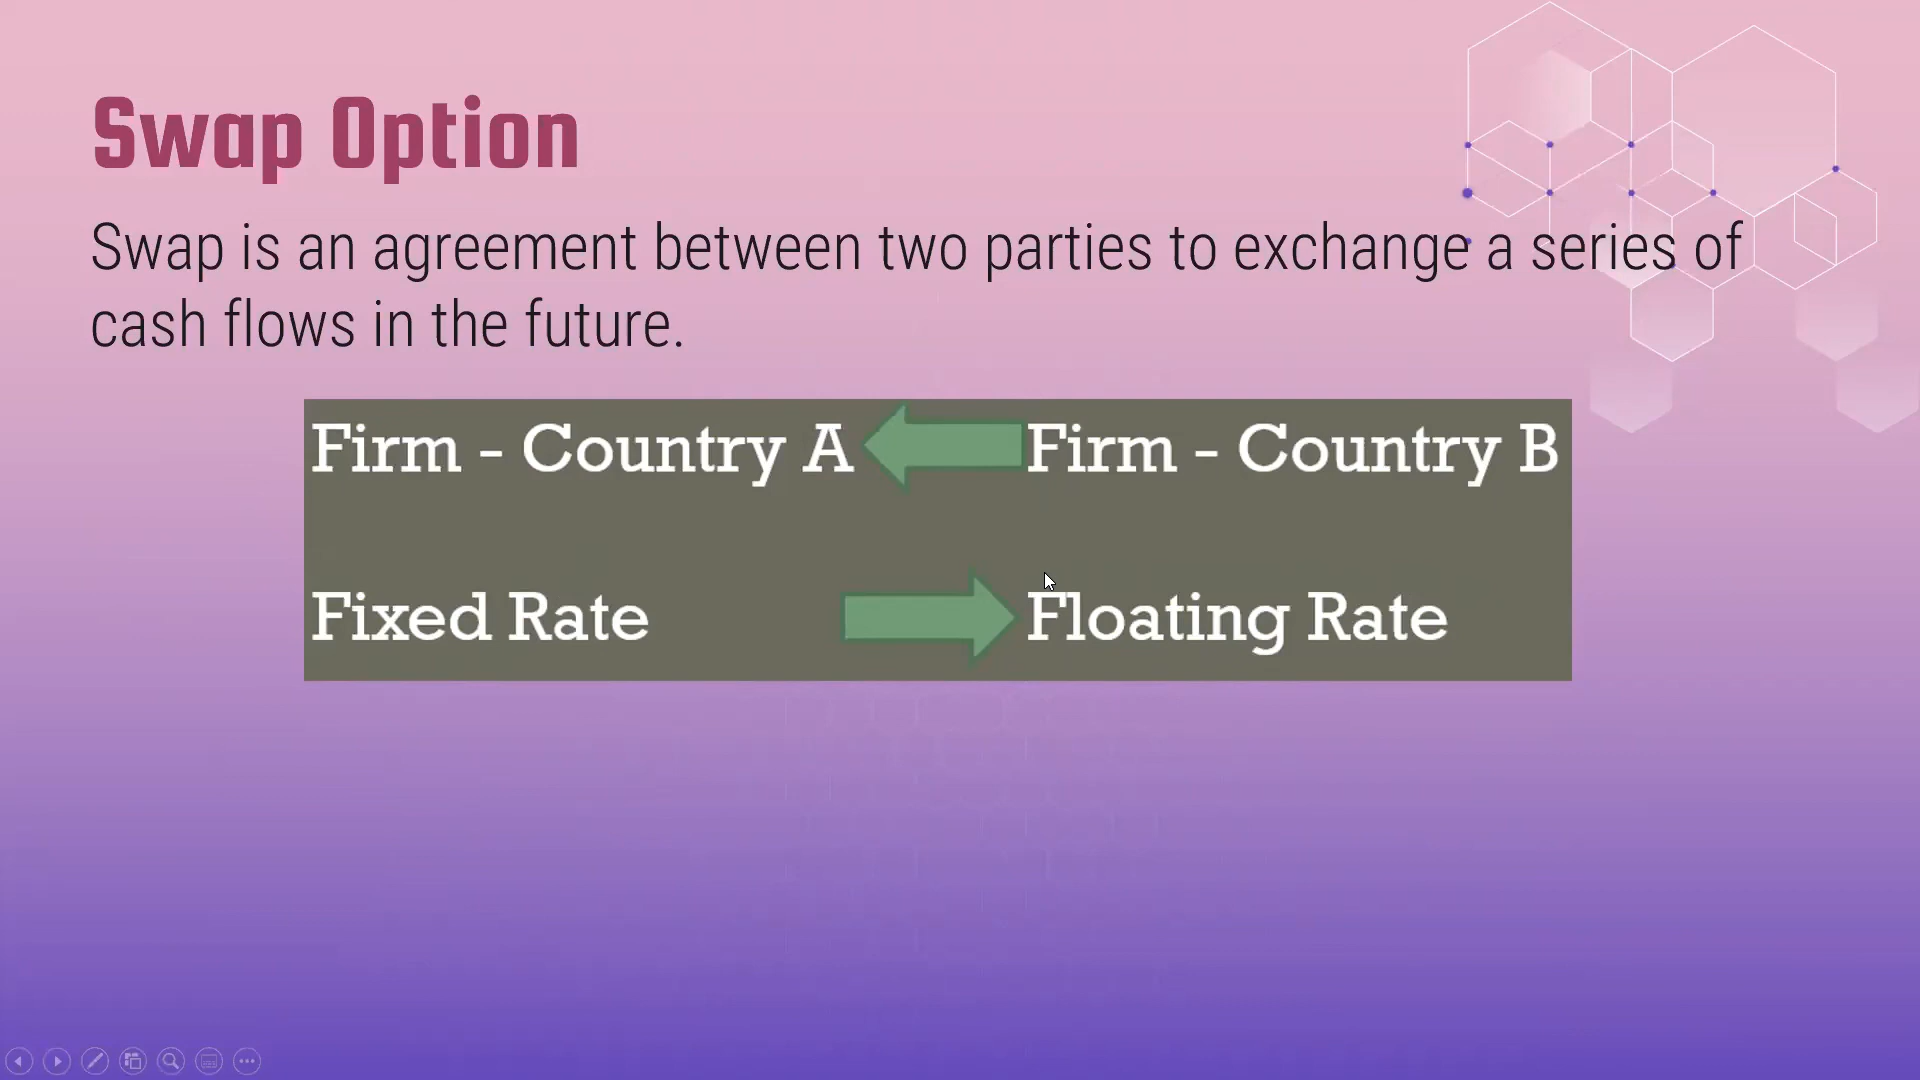 Swap Option
Swap is an agreement between two parties to exchange a series of
cash flows in the future.
Firm - Country A Firm - Country B
Fixed Rate Floating Rate